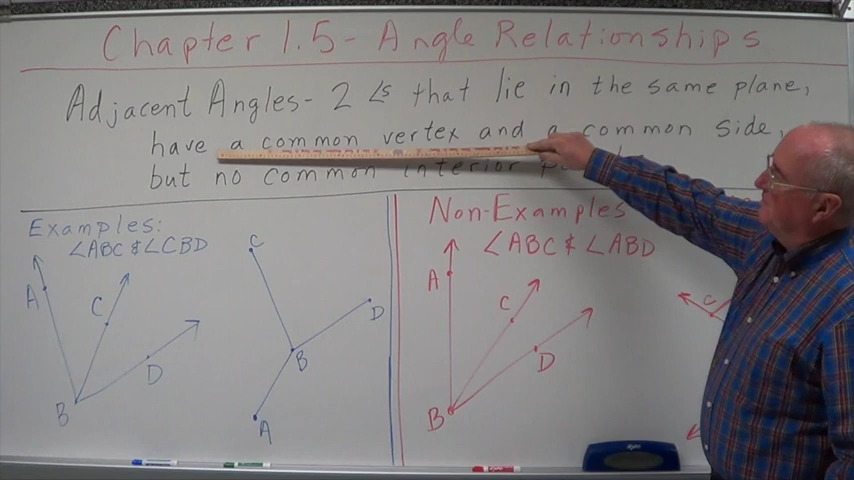 Chapter 1.5 - Angle Relationships
Adjacent Angles - 2 ∠s that lie in the same plane,
have a common vertex and a common side,
but no common interior
Examples:
∠ABC & ∠CBD
A
C
D
B
C
D
B
A
Non-Examples
∠ABC & ∠ABD
A
C
D
B
C